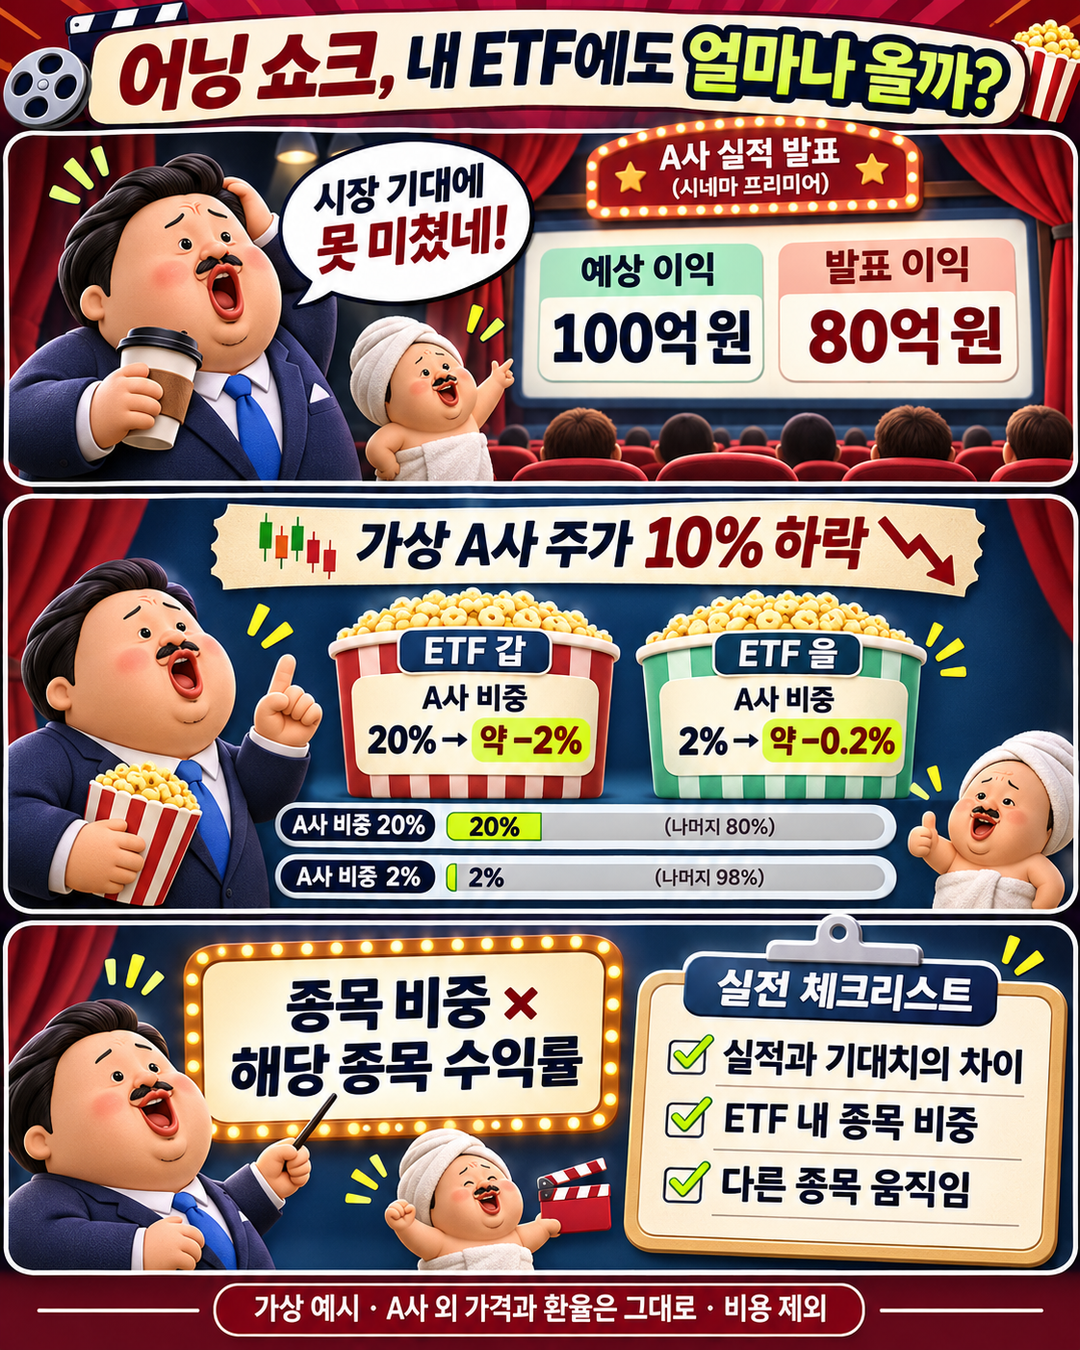 어닝 쇼크, 내 ETF에도 얼마나 올까?
시장 기대에
못 미쳤네!
A사 실적 발표
(시네마 프리미어)
예상 이익
100억 원
발표 이익
80억 원
가상 A사 주가 10% 하락
ETF 갑
A사 비중
20% → 약 -2%
ETF 을
A사 비중
2% → 약 -0.2%
A사 비중 20% 20% (나머지 80%)
A사 비중 2% 2% (나머지 98%)
종목 비중 ×
해당 종목 수익률
실전 체크리스트
실적과 기대치의 차이
ETF 내 종목 비중
다른 종목 움직임
가상 예시 · A사 외 가격과 환율은 그대로 · 비용 제외